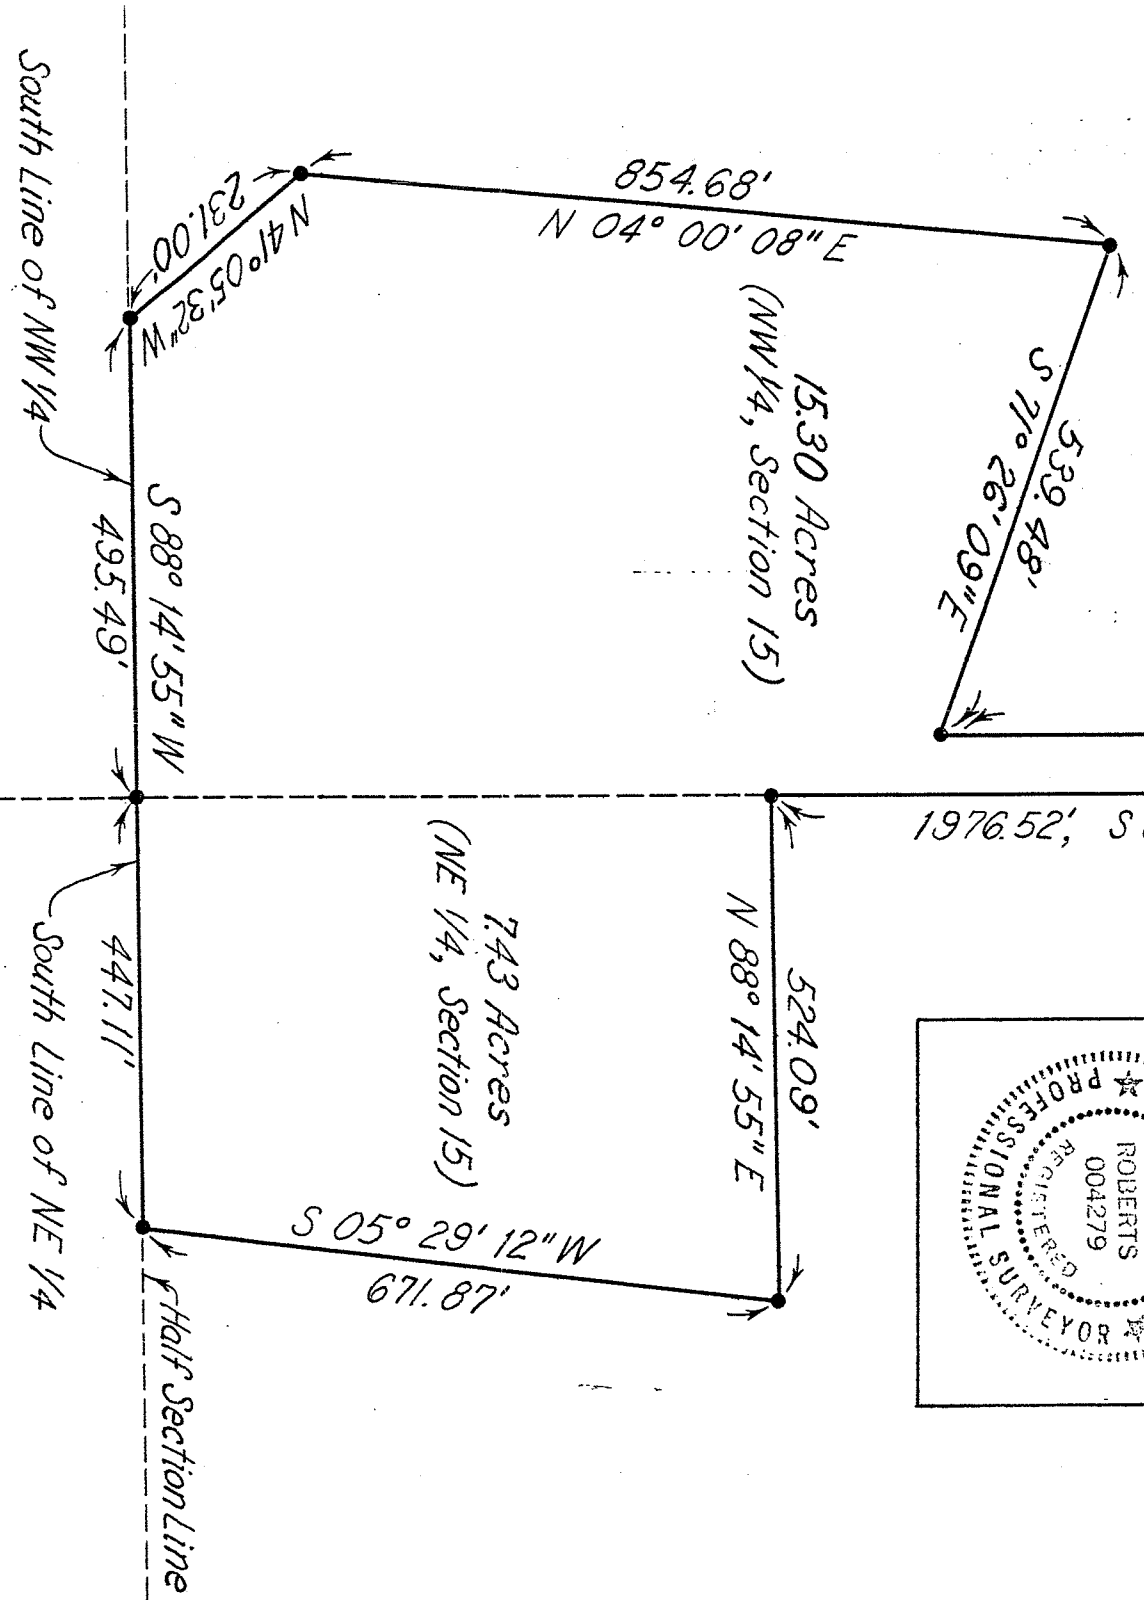 854.68'
N 04° 00' 08" E
539.48'
S 71° 26' 09" E
231.00'
N 41° 05' 32" W
15.30 Acres
(NW 1/4, Section 15)
S 88° 14' 55" W
495.49'
South Line of NW 1/4
1976.52', S
524.09'
N 88° 14' 55" E
7.43 Acres
(NE 1/4, Section 15)
S 05° 29' 12" W
671.87'
447.11'
South Line of NE 1/4
Half Section Line
ROBERTS
004279
REGISTERED
PROFESSIONAL SURVEYOR